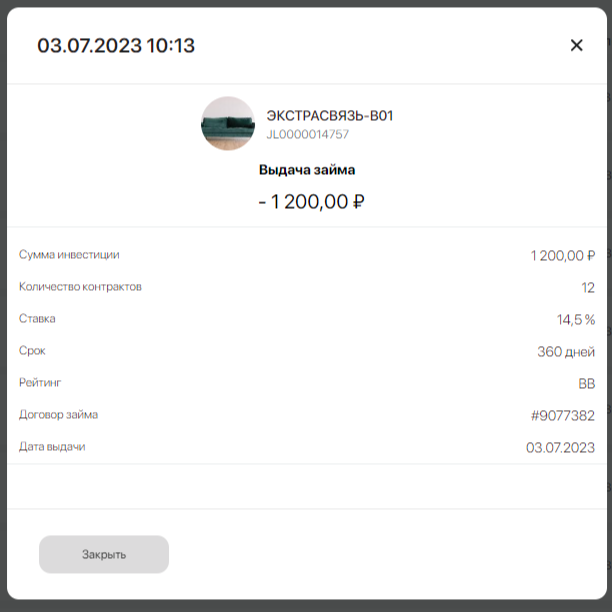 03.07.2023 10:13
ЭКСТРАСВЯЗЬ-В01
JL0000014757
Выдача займа
- 1 200,00 ₽
Сумма инвестиции 1 200,00 ₽
Количество контрактов 12
Ставка 14,5 %
Срок 360 дней
Рейтинг BB
Договор займа #9077382
Дата выдачи 03.07.2023
Закрыть